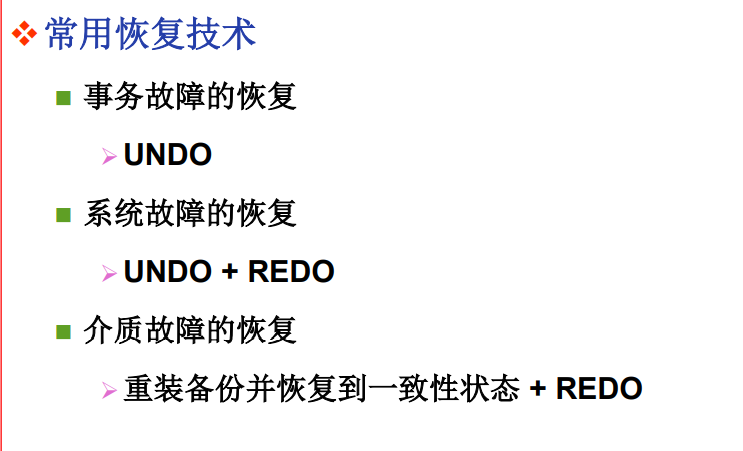 常用恢复技术
事务故障的恢复
UNDO
系统故障的恢复
UNDO + REDO
介质故障的恢复
重装备份并恢复到一致性状态 + REDO